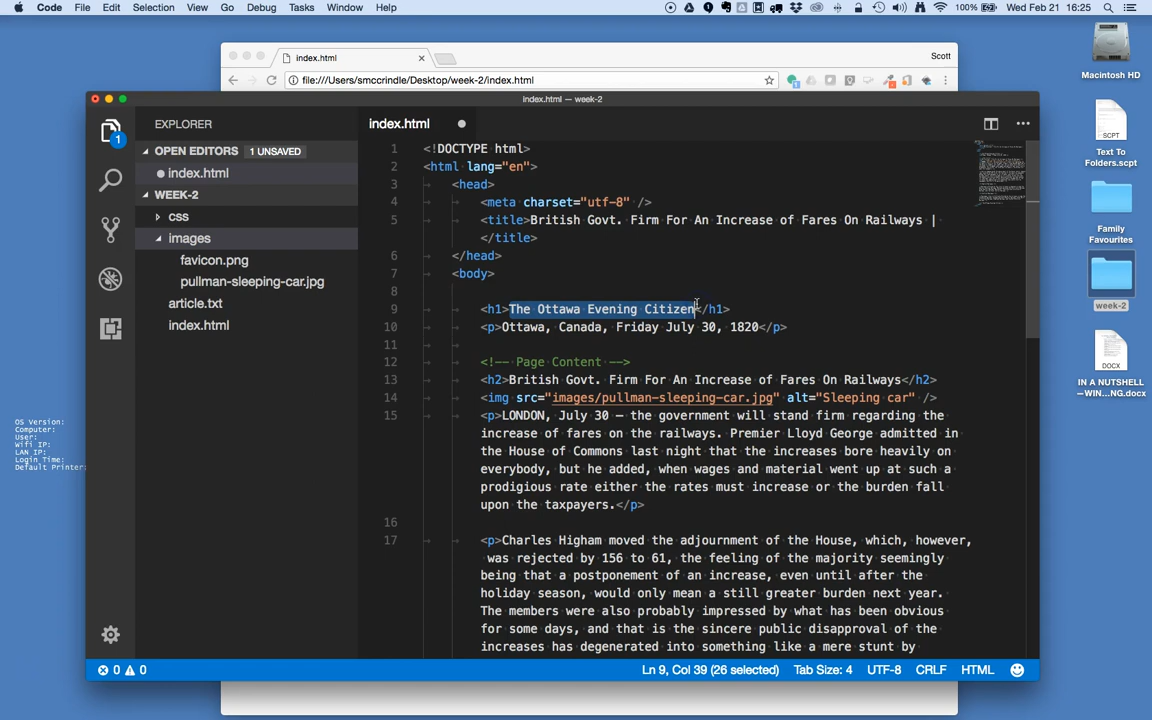 Code File Edit Selection View Go Debug Tasks Window Help 100% Wed Feb 21 16:25
index.html
Scott
file:///Users/smccrindle/Desktop/week-2/index.html
Macintosh HD
index.html — week-2
EXPLORER
index.html
OPEN EDITORS 1 UNSAVED
index.html
WEEK-2
css
images
favicon.png
pullman-sleeping-car.jpg
article.txt
index.html
1
1 <!DOCTYPE html>
2 <html lang="en">
3 <head>
4 <meta charset="utf-8" />
5 <title>British Govt. Firm For An Increase of Fares On Railways |
</title>
6 </head>
7 <body>
8
9 <h1>The Ottawa Evening Citizen</h1>
10 <p>Ottawa, Canada, Friday July 30, 1820</p>
11
12 <!-- Page Content -->
13 <h2>British Govt. Firm For An Increase of Fares On Railways</h2>
14 <img src="images/pullman-sleeping-car.jpg" alt="Sleeping car" />
15 <p>LONDON, July 30 — the government will stand firm regarding the
increase of fares on the railways. Premier Lloyd George admitted in
the House of Commons last night that the increases bore heavily on
everybody, but he added, when wages and material went up at such a
prodigious rate either the rates must increase or the burden fall
upon the taxpayers.</p>
16
17 <p>Charles Higham moved the adjournment of the House, which, however,
was rejected by 156 to 61, the feeling of the majority seemingly
being that a postponement of an increase, even until after the
holiday season, would only mean a still greater burden next year.
The members were also probably impressed by what has been obvious
for some days, and that is the sincere public disapproval of the
increases has degenerated into something like a mere stunt by
0 0
Ln 9, Col 39 (26 selected) Tab Size: 4 UTF-8 CRLF HTML
SCPT
Text To
Folders.scpt
Family
Favourites
week-2
DOCX
IN A NUTSHELL
—WIN...NG.docx
OS Version:
Computer:
User:
Wifi IP:
LAN IP:
Login Time:
Default Printer: